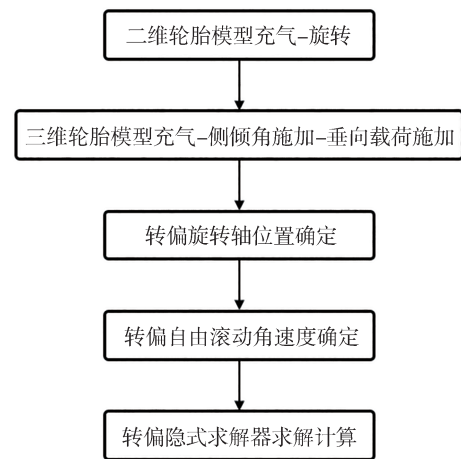 二维轮胎模型充气-旋转
三维轮胎模型充气-侧倾角施加-垂向载荷施加
转偏旋转轴位置确定
转偏自由滚动角速度确定
转偏隐式求解器求解计算